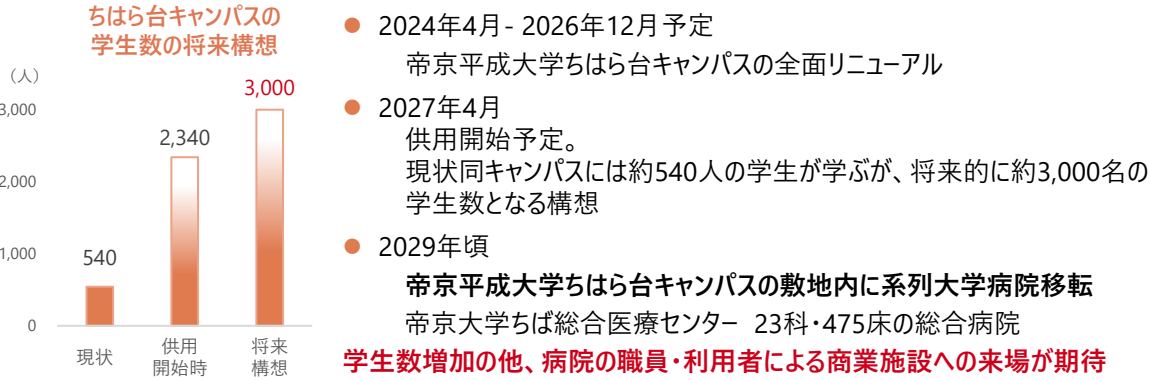 ちはら台キャンパスの
学生数の将来構想
（人）
3,000
2,000
1,000
0
540
2,340
3,000
現状
供用
開始時
将来
構想
● 2024年4月- 2026年12月予定
帝京平成大学ちはら台キャンパスの全面リニューアル
● 2027年4月
供用開始予定。
現状同キャンパスには約540人の学生が学ぶが、将来的に約3,000名の
学生数となる構想
● 2029年頃
帝京平成大学ちはら台キャンパスの敷地内に系列大学病院移転
帝京大学ちば総合医療センター 23科・475床の総合病院
学生数増加の他、病院の職員・利用者による商業施設への来場が期待